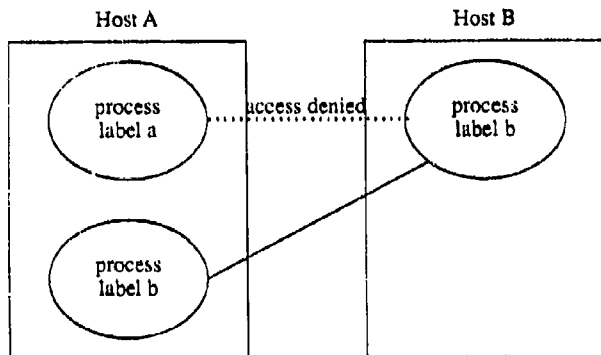 Host A
Host B
process
label a
access denied
process
label b
process
label b